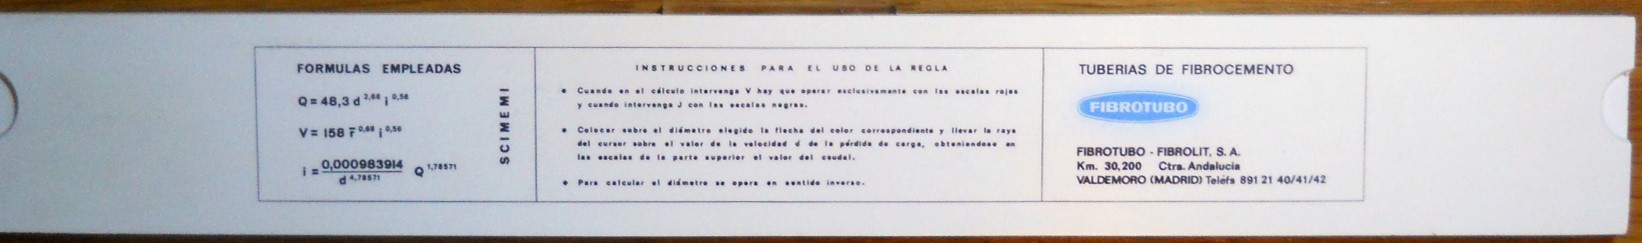 FORMULAS EMPLEADAS
Q = 48,3 d 2,68 i 0,56
V = 158 r̅ 0,68 i 0,56
i = 0,000983914 / d 4,78571 Q 1,78571
SCIMEMI
INSTRUCCIONES PARA EL USO DE LA REGLA
• Cuando en el cálculo intervenga V hay que operar exclusivamente con las escalas rojas
y cuando intervenga J con las escalas negras.
• Colocar sobre el diámetro elegido la flecha del color correspondiente y llevar la raya
del cursor sobre el valor de la velocidad ó de la pérdida de carga, obteniendose en
las escalas de la parte superior el valor del caudal.
• Para calcular el diámetro se opera en sentido inverso.
TUBERIAS DE FIBROCEMENTO
FIBROTUBO
FIBROTUBO - FIBROLIT, S. A.
Km. 30,200 Ctra. Andalucia
VALDEMORO (MADRID) Teléfs 891 21 40/41/42